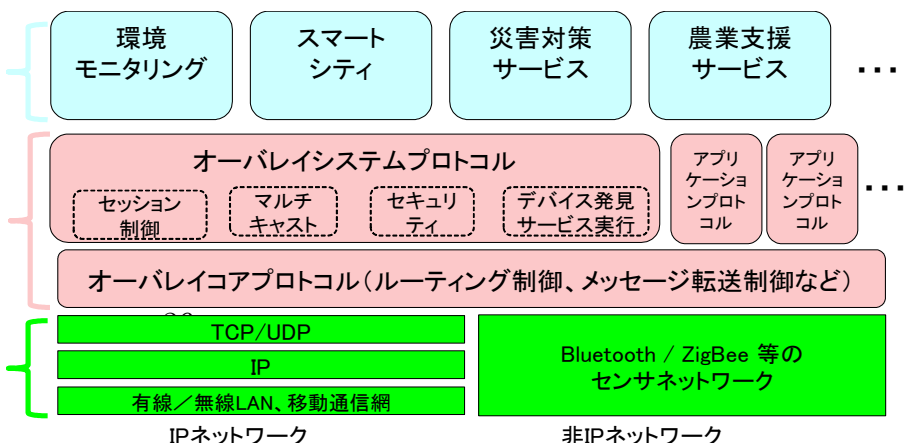 環境
モニタリング
スマート
シティ
災害対策
サービス
農業支援
サービス
・・・
オーバレイシステムプロトコル
セッション
制御
マルチ
キャスト
セキュリ
ティ
デバイス発見
サービス実行
アプリ
ケーショ
ンプロト
コル
アプリ
ケーショ
ンプロト
コル
・・・
オーバレイコアプロトコル(ルーティング制御、メッセージ転送制御など)
TCP/UDP
IP
有線/無線LAN、移動通信網
Bluetooth / ZigBee 等の
センサネットワーク
IPネットワーク
非IPネットワーク